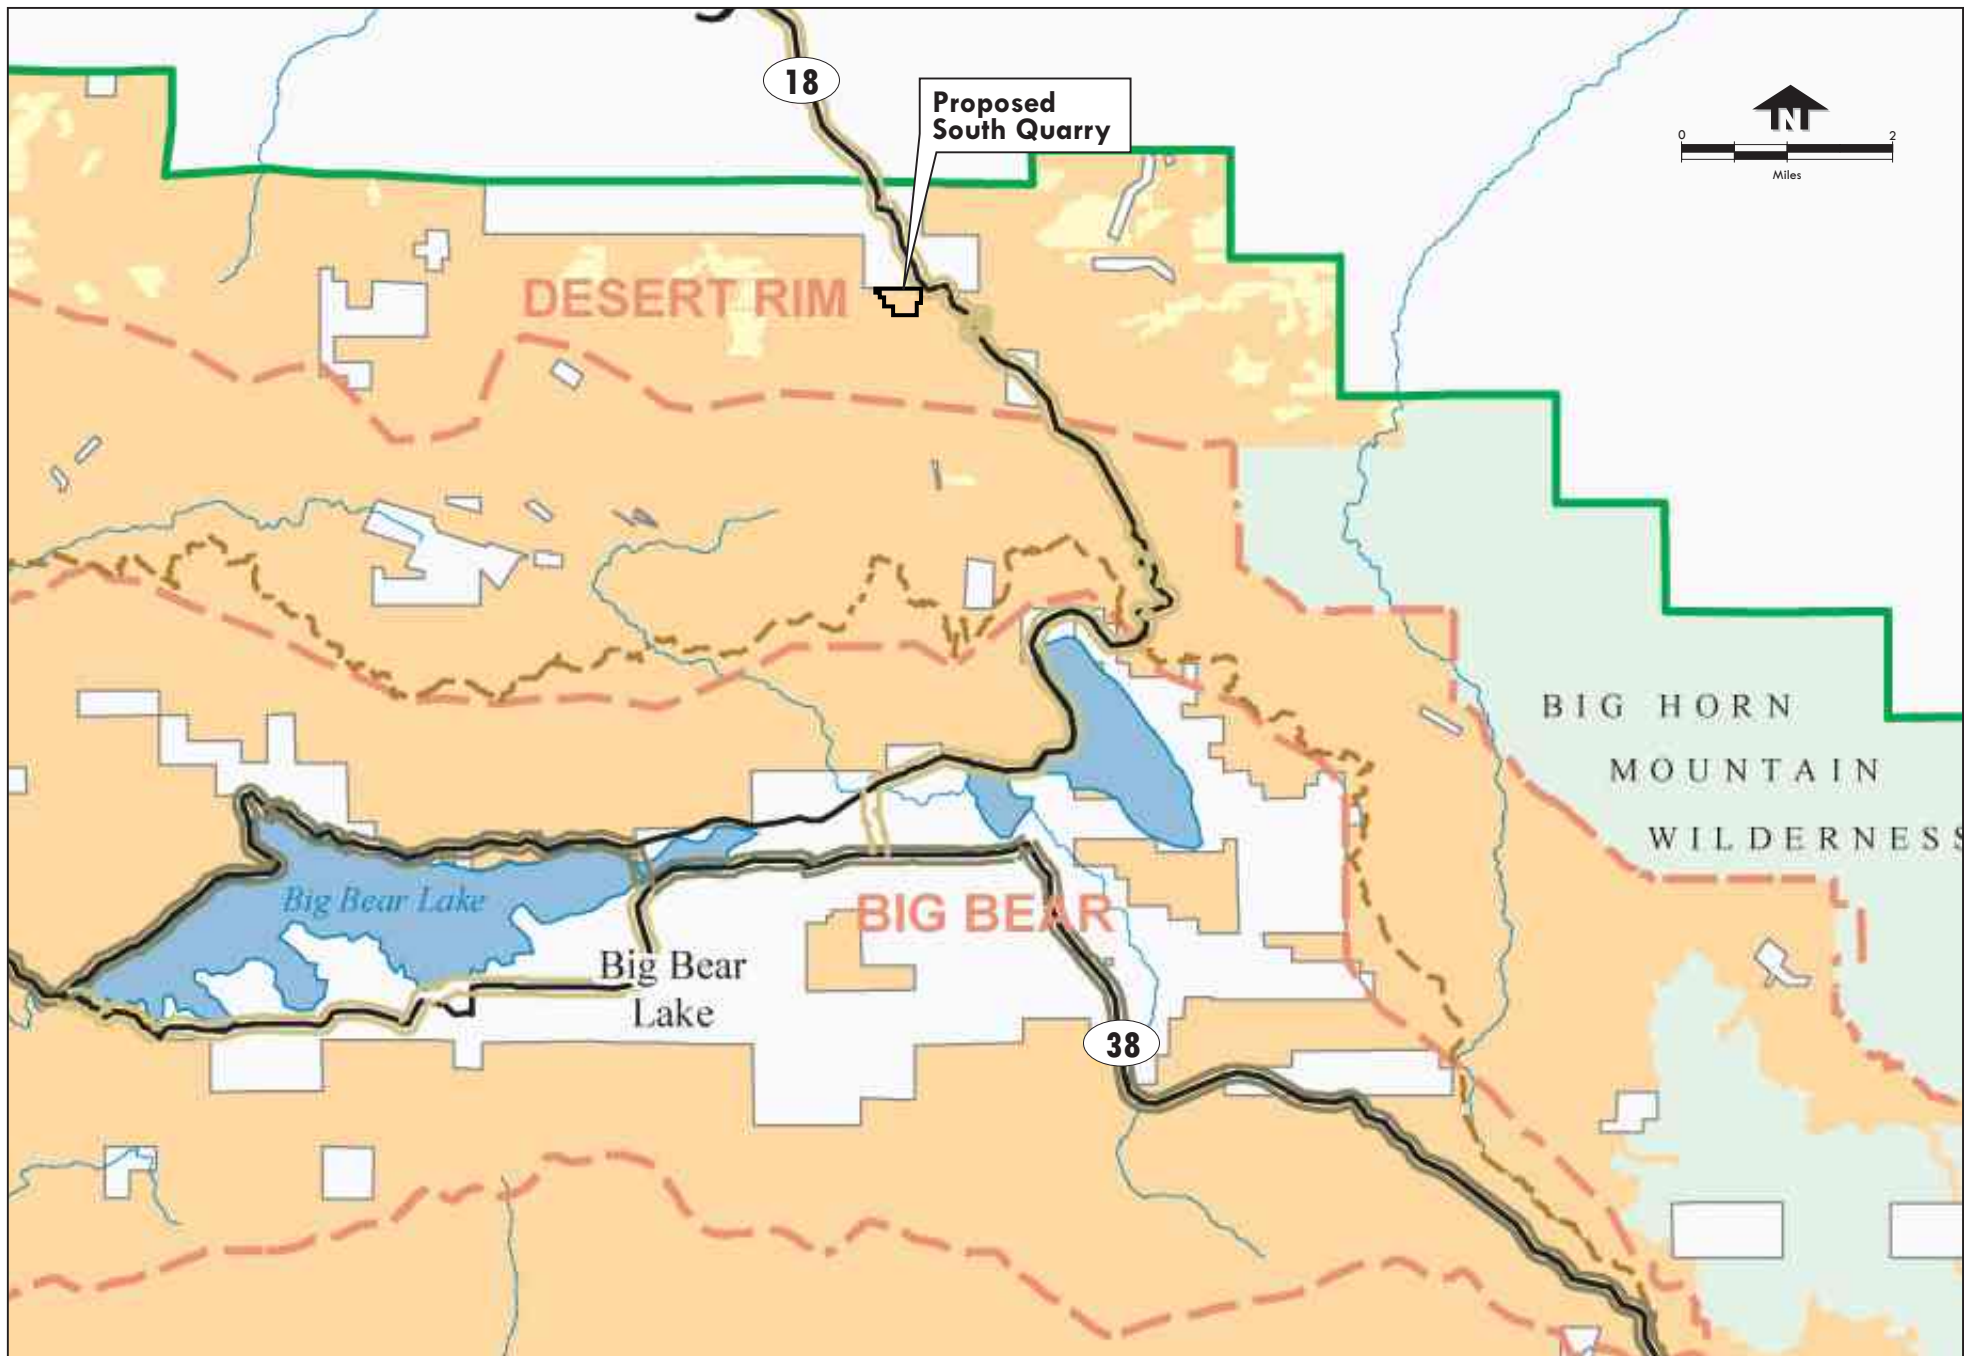 18
Proposed
South Quarry
N
0 2
Miles
DESERT RIM
BIG HORN
MOUNTAIN
WILDERNESS
Big Bear Lake
BIG BEAR
Big Bear
Lake
38